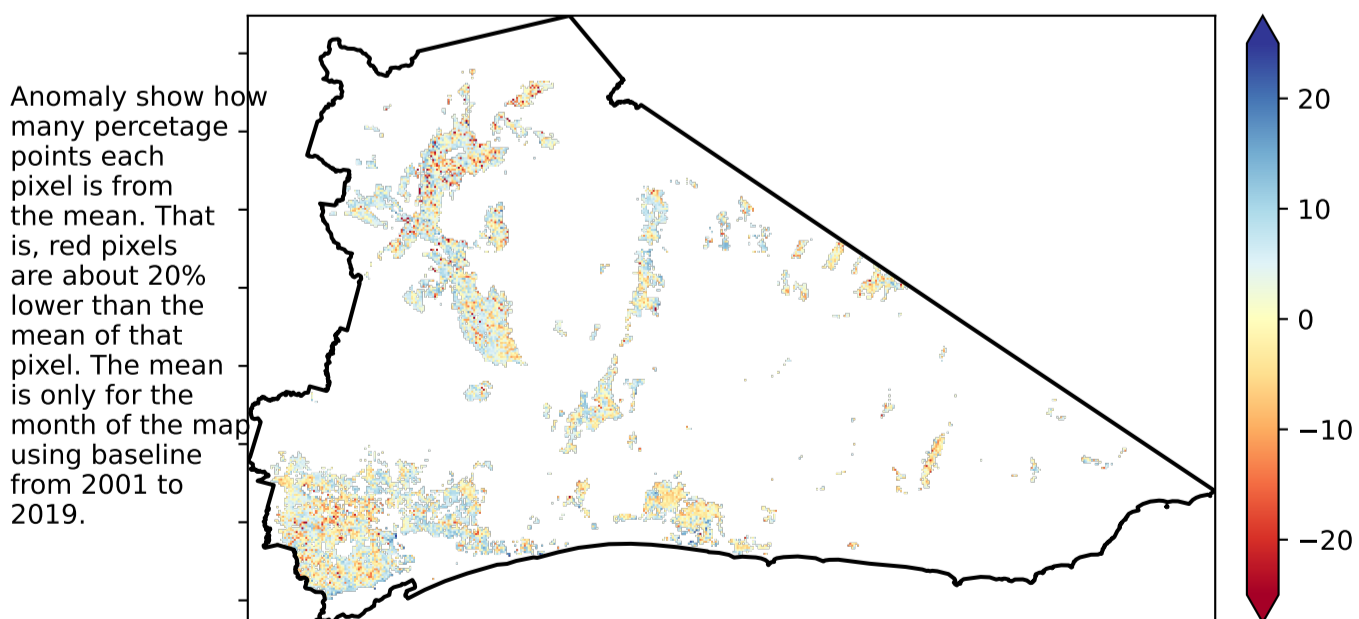 Anomaly show how
many percetage
points each
pixel is from
the mean. That
is, red pixels
are about 20%
lower than the
mean of that
pixel. The mean
is only for the
month of the map
using baseline
from 2001 to
2019.
20
10
0
−10
−20